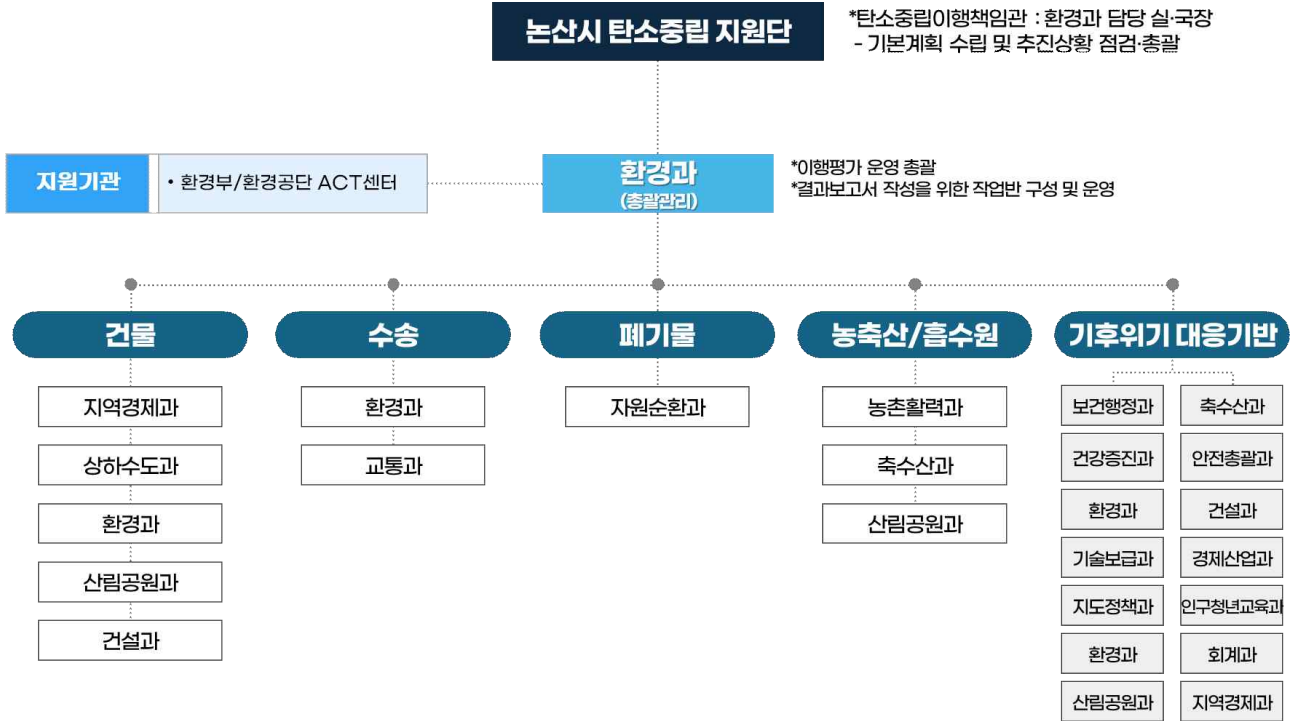 논산시 탄소중립 지원단
*탄소중립이행책임관 : 환경과 담당 실·국장
- 기본계획 수립 및 추진상황 점검·총괄
지원기관
• 환경부/환경공단 ACT센터
환경과
(총괄관리)
*이행평가 운영 총괄
*결과보고서 작성을 위한 작업반 구성 및 운영
건물
지역경제과
상하수도과
환경과
산림공원과
건설과
수송
환경과
교통과
폐기물
자원순환과
농축산/흡수원
농촌활력과
축수산과
산림공원과
기후위기 대응기반
보건행정과
축수산과
건강증진과
안전총괄과
환경과
건설과
기술보급과
경제산업과
지도정책과
인구청년교육과
환경과
회계과
산림공원과
지역경제과